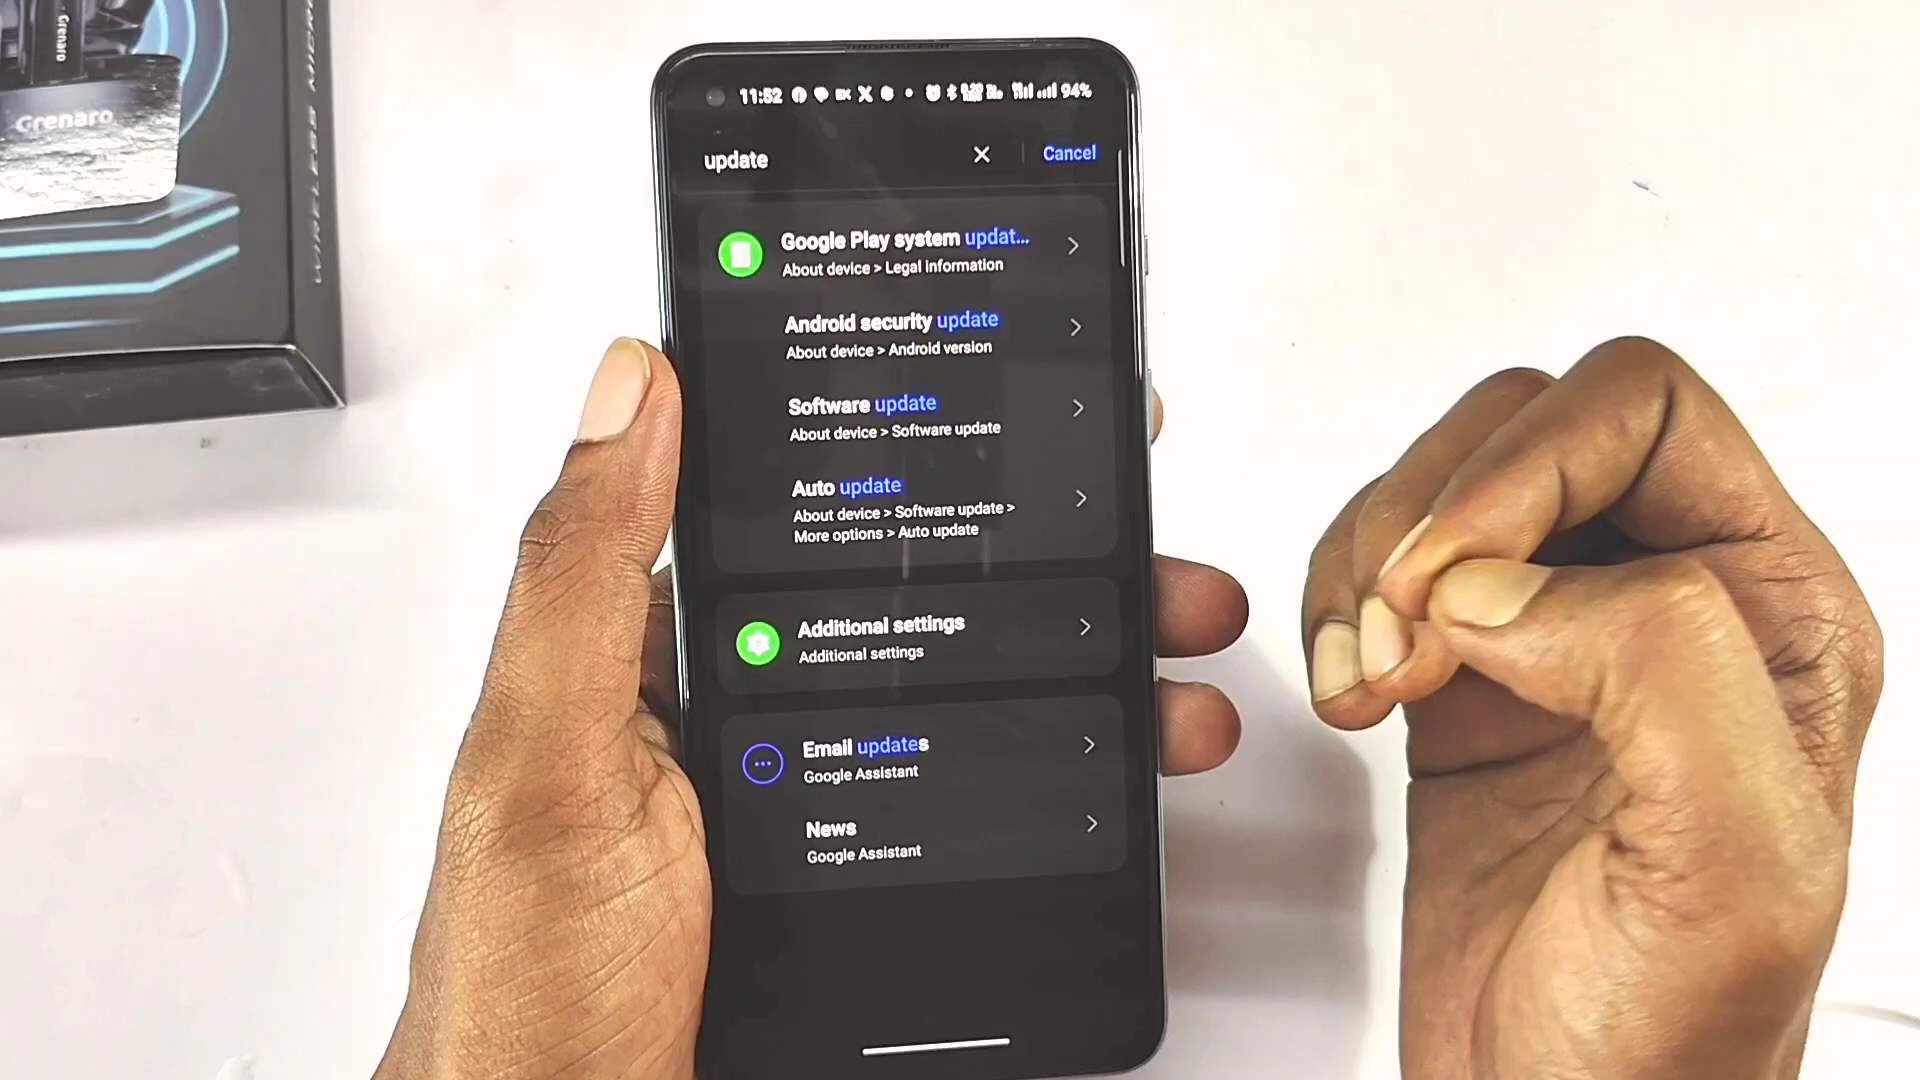 Grenaro
Grenaro
WIRELESS
11:52
94%
update
Cancel
Google Play system updat...
About device > Legal information
Android security update
About device > Android version
Software update
About device > Software update
Auto update
About device > Software update >
More options > Auto update
Additional settings
Additional settings
Email updates
Google Assistant
News
Google Assistant